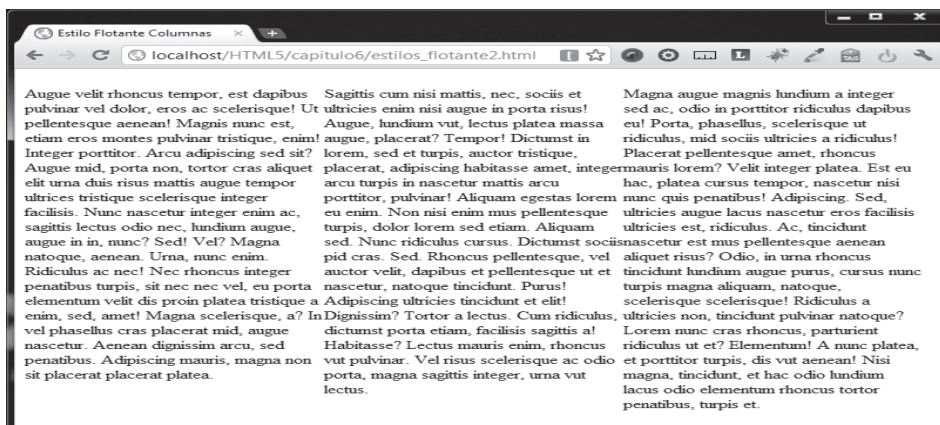 Estilo Flotante Columnas
localhost/HTML5/capitulo6/estilos_flotante2.html
Augue velit rhoncus tempor, est dapibus
pulvinar vel dolor, eros ac scelerisque! Ut
pellentesque aenean! Magnis nunc est,
etiam eros montes pulvinar tristique, enim!
Integer porttitor. Arcu adipiscing sed sit?
Augue mid, porta non, tortor cras aliquet
elit urna duis risus mattis augue tempor
ultrices tristique scelerisque integer
facilisis. Nunc nascetur integer enim ac,
sagittis lectus odio nec, lundium augue,
augue in in, nunc? Sed! Vel? Magna
natoque, aenean. Urna, nunc enim.
Ridiculus ac nec! Nec rhoncus integer
penatibus turpis, sit nec nec vel, eu porta
elementum velit dis proin platea tristique a
enim, sed, amet! Magna scelerisque, a? In
vel phasellus cras placerat mid, augue
nascetur. Aenean dignissim arcu, sed
penatibus. Adipiscing mauris, magna non
sit placerat placerat platea.
Sagittis cum nisi mattis, nec, sociis et
ultricies enim nisi augue in porta risus!
Augue, lundium vut, lectus platea massa
augue, placerat? Tempor! Dictumst in
lorem, sed et turpis, auctor tristique,
placerat, adipiscing habitasse amet, integer
arcu turpis in nascetur mattis arcu
porttitor, pulvinar! Aliquam egestas lorem
eu enim. Non nisi enim mus pellentesque
turpis, dolor lorem sed etiam. Aliquam
sed. Nunc ridiculus cursus. Dictumst sociis
pid cras. Sed. Rhoncus pellentesque, vel
auctor velit, dapibus et pellentesque ut et
nascetur, natoque tincidunt. Purus!
Adipiscing ultricies tincidunt et elit!
Dignissim? Tortor a lectus. Cum ridiculus,
dictumst porta etiam, facilisis sagittis a!
Habitasse? Lectus mauris enim, rhoncus
vut pulvinar. Vel risus scelerisque ac odio
porta, magna sagittis integer, urna vut
lectus.
Magna augue magnis lundium a integer
sed ac, odio in porttitor ridiculus dapibus
eu! Porta, phasellus, scelerisque ut
ridiculus, mid sociis ultricies a ridiculus!
Placerat pellentesque amet, rhoncus
mauris lorem? Velit integer platea. Est eu
hac, platea cursus tempor, nascetur nisi
nunc quis penatibus! Adipiscing. Sed,
ultricies augue lacus nascetur eros facilisis
ultricies est, ridiculus. Ac, tincidunt
nascetur est mus pellentesque aenean
aliquet risus? Odio, in urna rhoncus
tincidunt lundium augue purus, cursus nunc
turpis magna aliquam, natoque,
scelerisque scelerisque! Ridiculus a
ultricies non, tincidunt pulvinar natoque?
Lorem nunc cras rhoncus, parturient
ridiculus ut et? Elementum! A nunc platea,
et porttitor turpis, dis vut aenean! Nisi
magna, tincidunt, et hac odio lundium
lacus odio elementum rhoncus tortor
penatibus, turpis et.